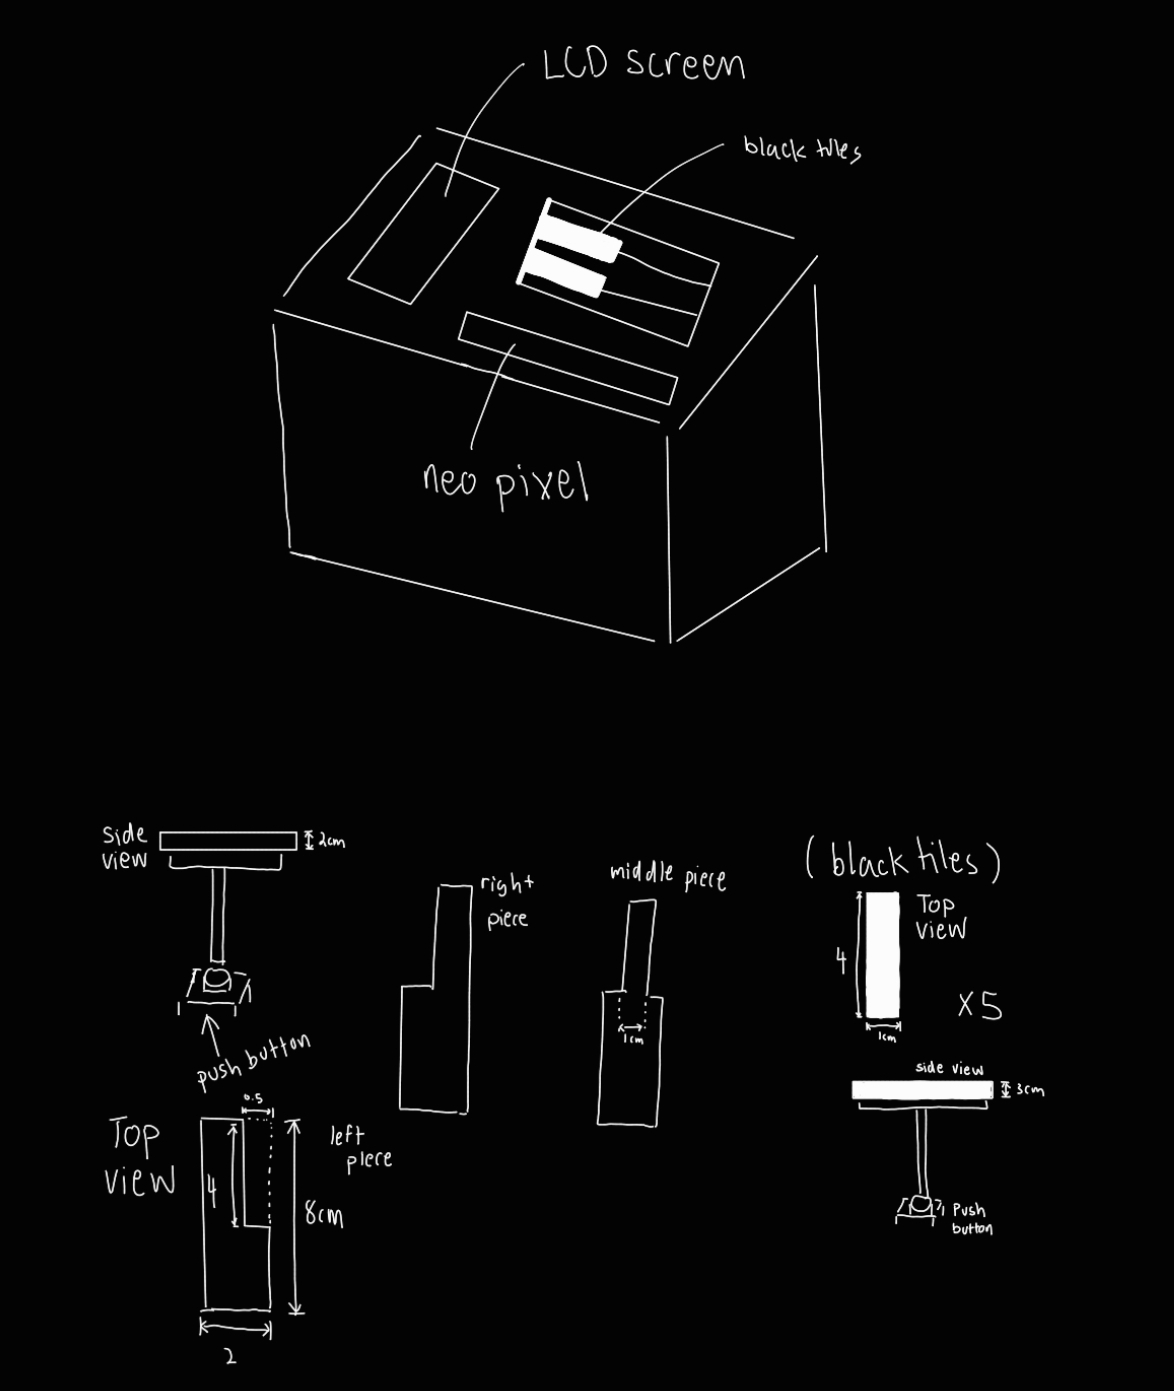 LCD screen
black tiles
neo pixel
side
view
2cm
push button
right
piece
middle piece
1cm
(black tiles)
Top
view
4
1cm
x5
side view
3cm
Push
button
0.5
Top
view
4
left
piece
8cm
2